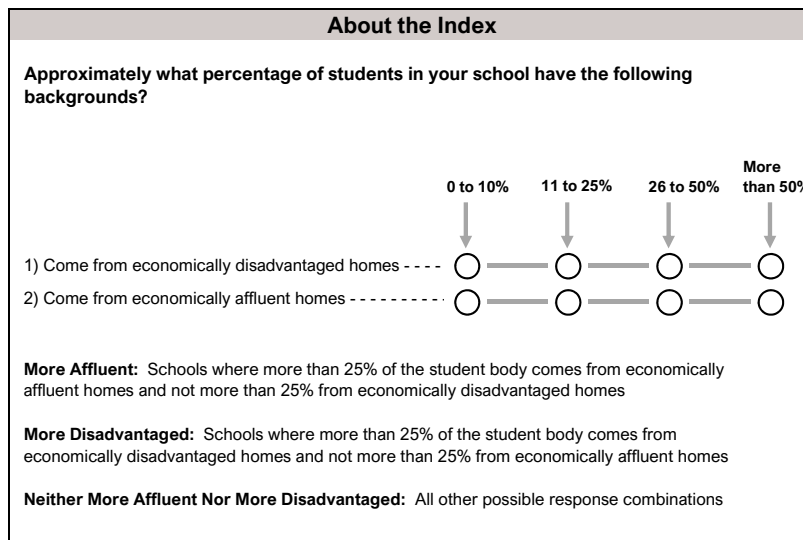 About the Index
Approximately what percentage of students in your school have the following
backgrounds?
More
0 to 10% 11 to 25% 26 to 50% than 50%
1) Come from economically disadvantaged homes - - - -
2) Come from economically affluent homes - - - - - - - - - -
More Affluent: Schools where more than 25% of the student body comes from economically
affluent homes and not more than 25% from economically disadvantaged homes
More Disadvantaged: Schools where more than 25% of the student body comes from
economically disadvantaged homes and not more than 25% from economically affluent homes
Neither More Affluent Nor More Disadvantaged: All other possible response combinations